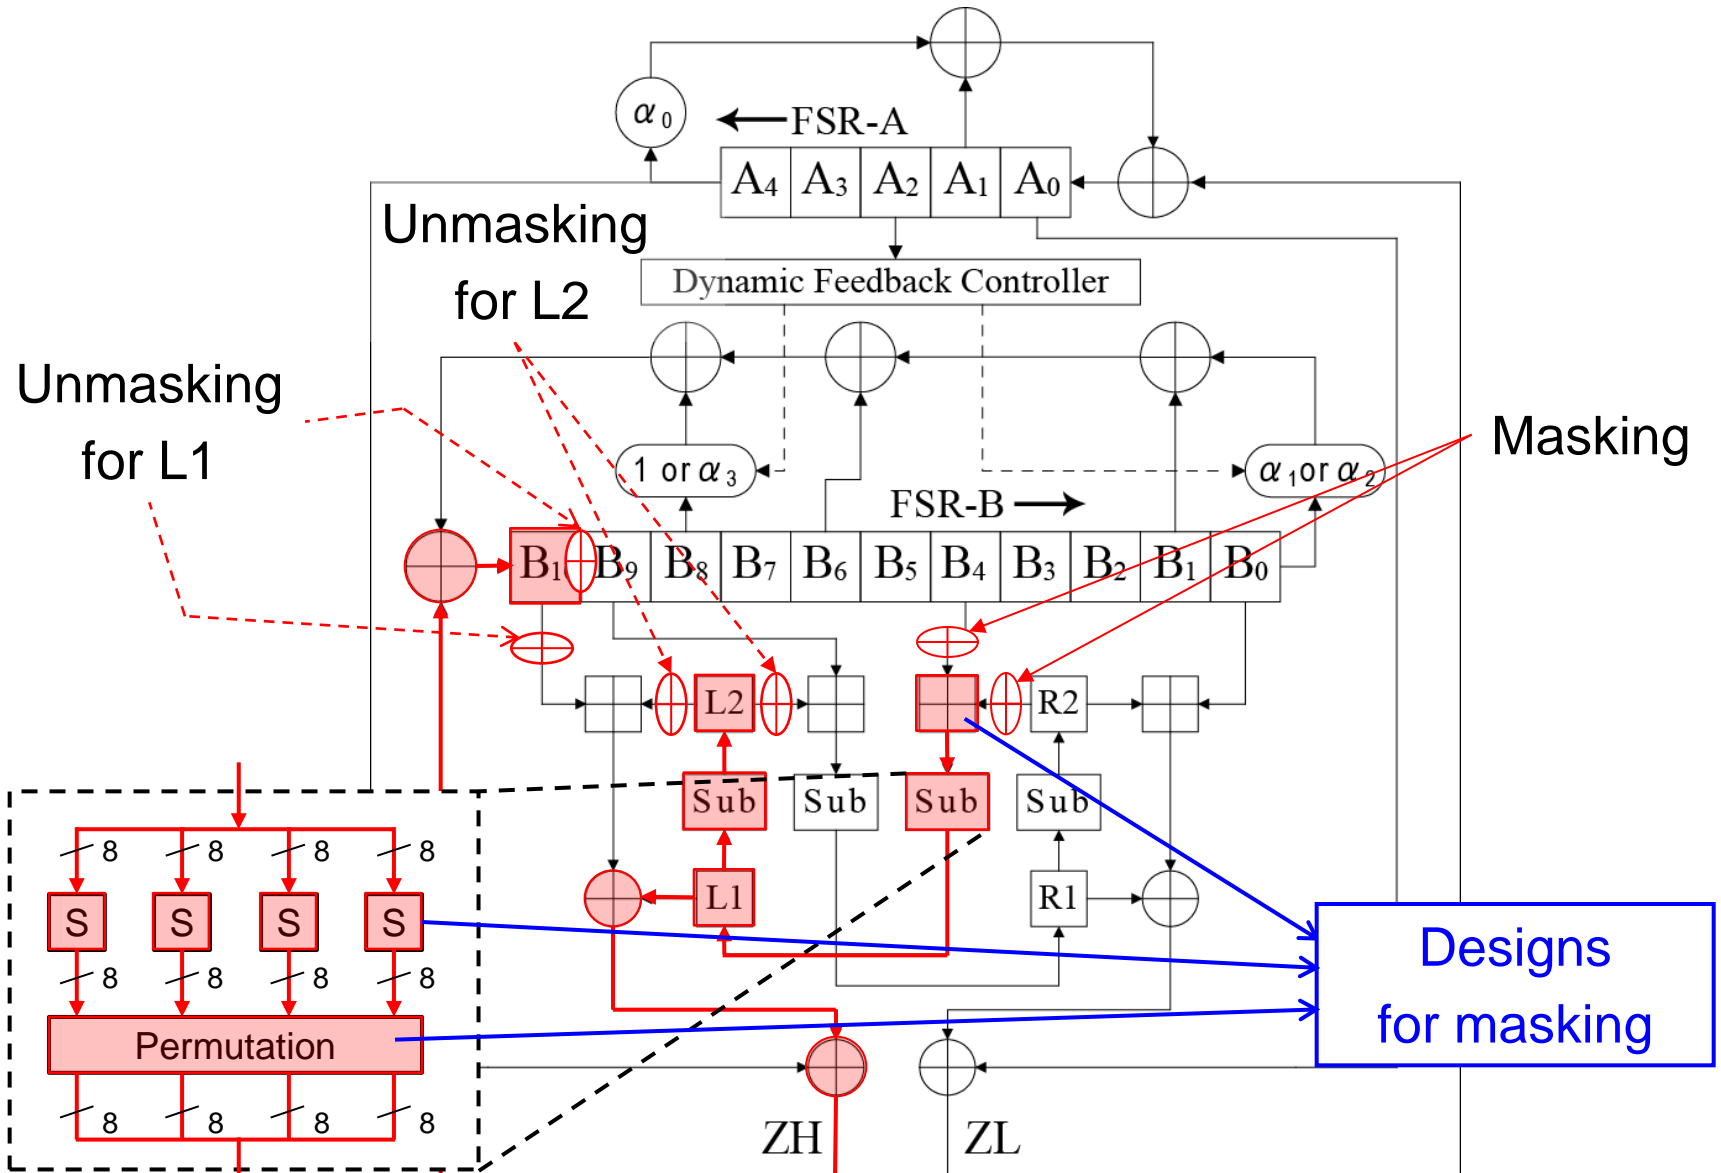 α0
FSR-A
A4 A3 A2 A1 A0
Unmasking
for L2
Dynamic Feedback Controller
Unmasking
for L1
Masking
1 or α3
α1or α2
FSR-B
B1 B9 B8 B7 B6 B5 B4 B3 B2 B1 B0
L2
R2
Sub Sub Sub Sub
8 8 8 8
L1
R1
S S S S
Designs
for masking
8 8 8 8
Permutation
8 8 8 8
ZH
ZL